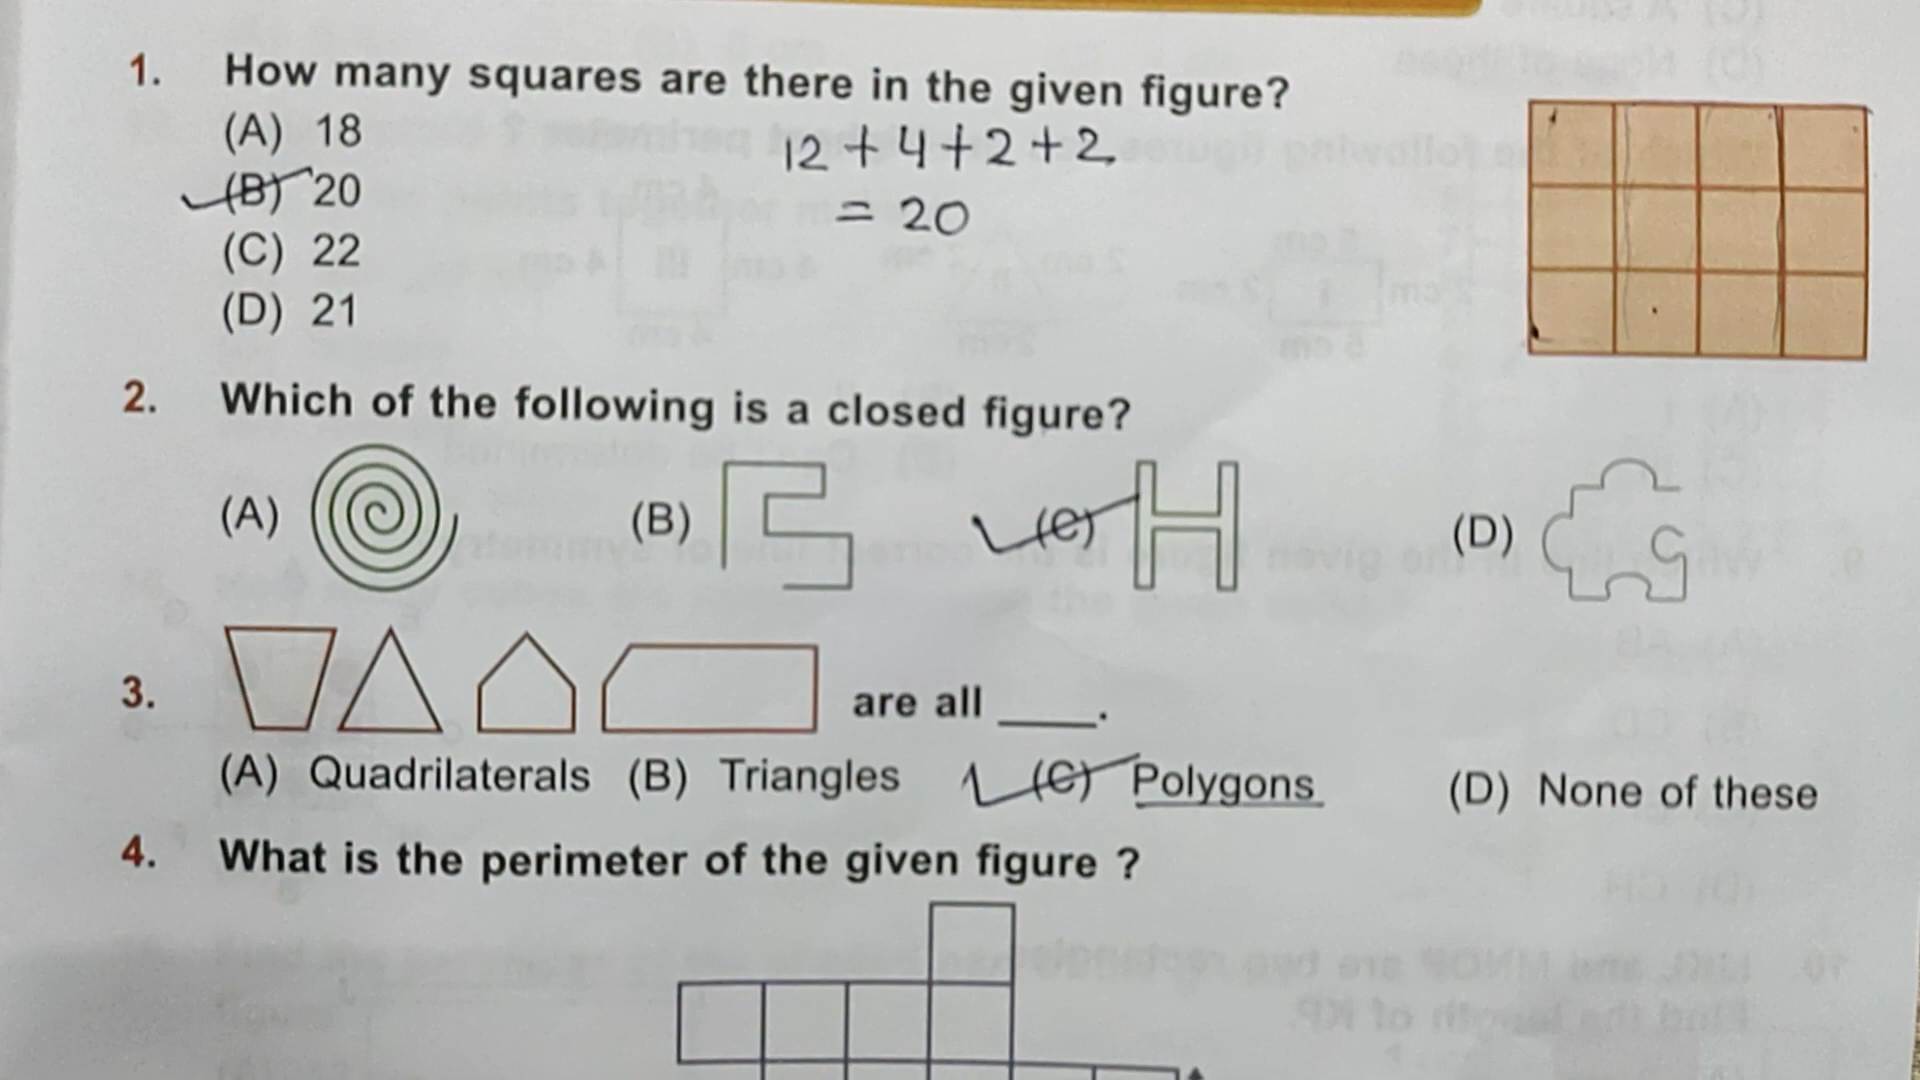 1. How many squares are there in the given figure?
(A) 18
12 + 4 + 2 + 2
(B) 20
= 20
(C) 22
(D) 21
2. Which of the following is a closed figure?
(A) (B) (C) (D)
3. are all ____.
(A) Quadrilaterals (B) Triangles (C) Polygons (D) None of these
4. What is the perimeter of the given figure ?